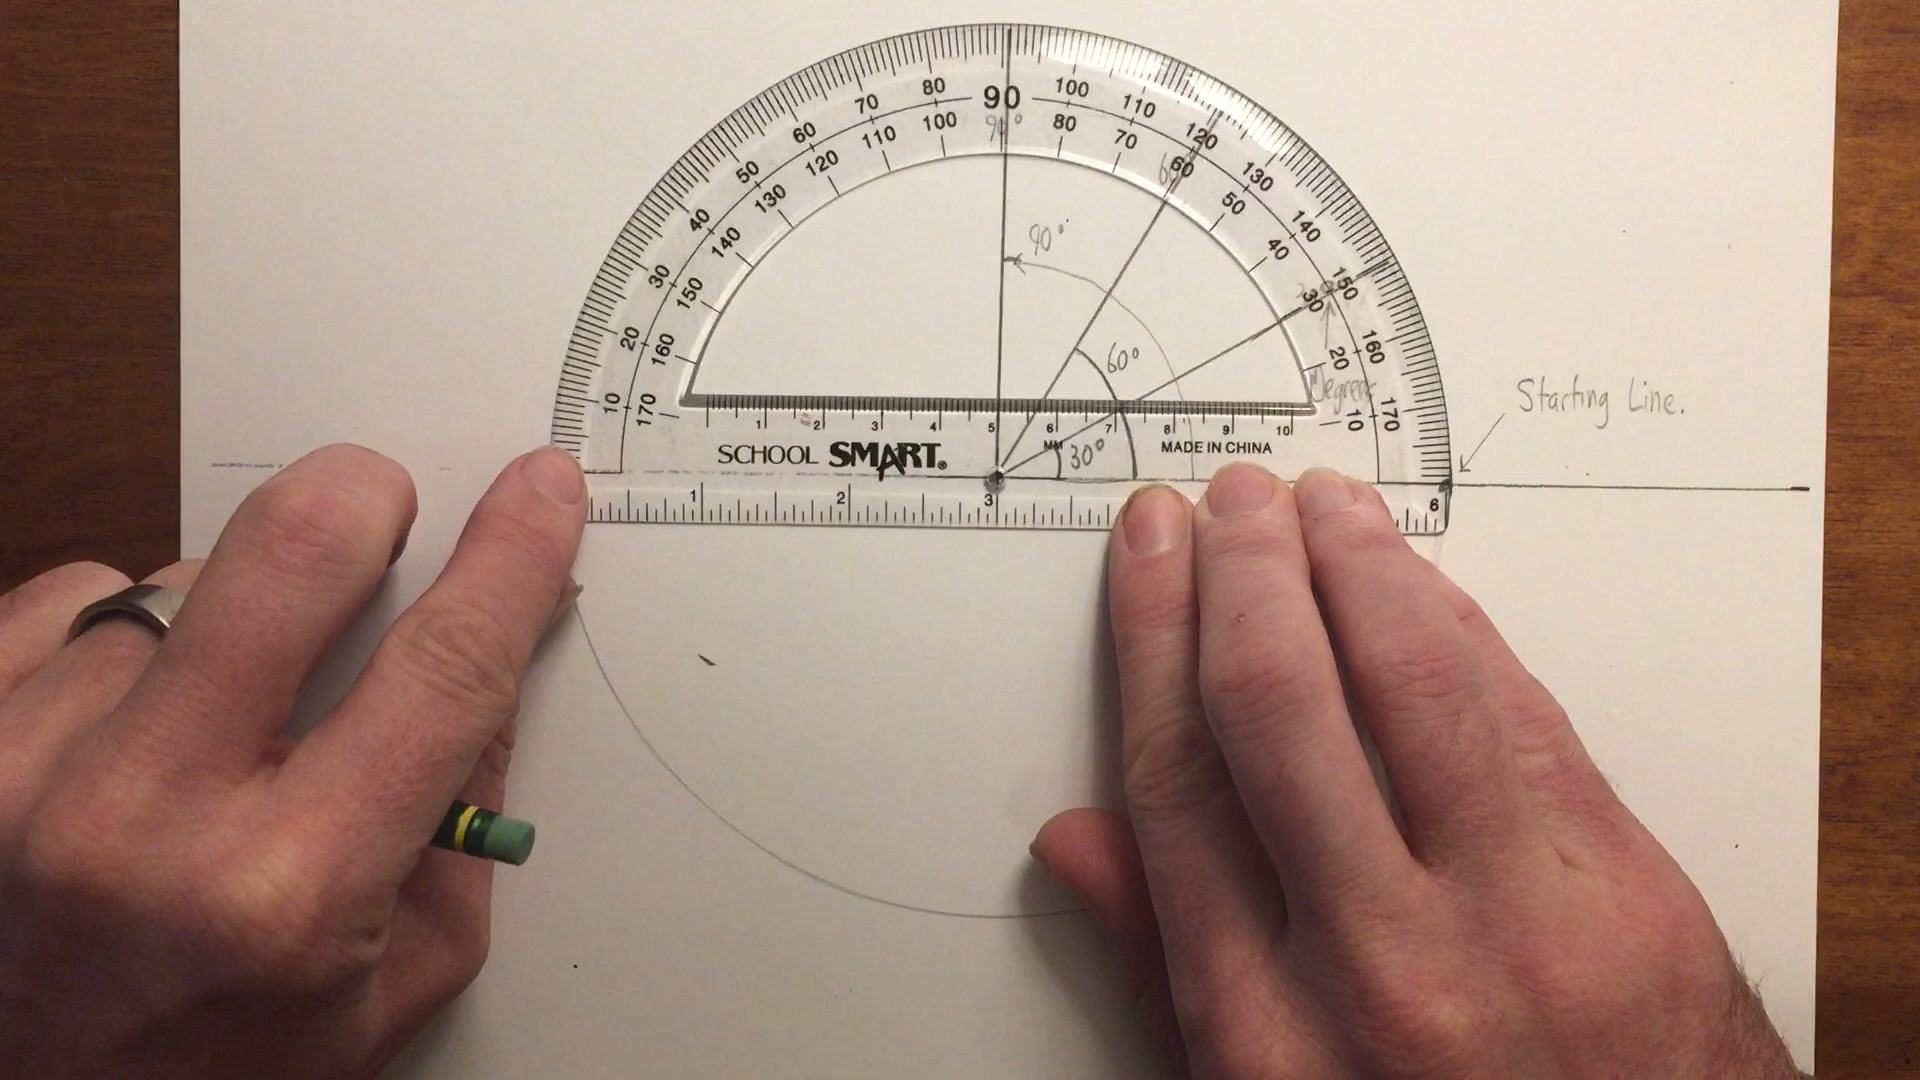 80 90 100
70 110
60 100 90° 80 120
50 110 70 130
40 120 60 60 140
30 130 50 150
20 140 40 160
10 150 30 170
160 20
170 10
90°
60°
30°
Degrees
Starting Line.
1 2 3 4 5 6 7 8 9 10
MM
SCHOOL SMART®
MADE IN CHINA
1 2 3 6